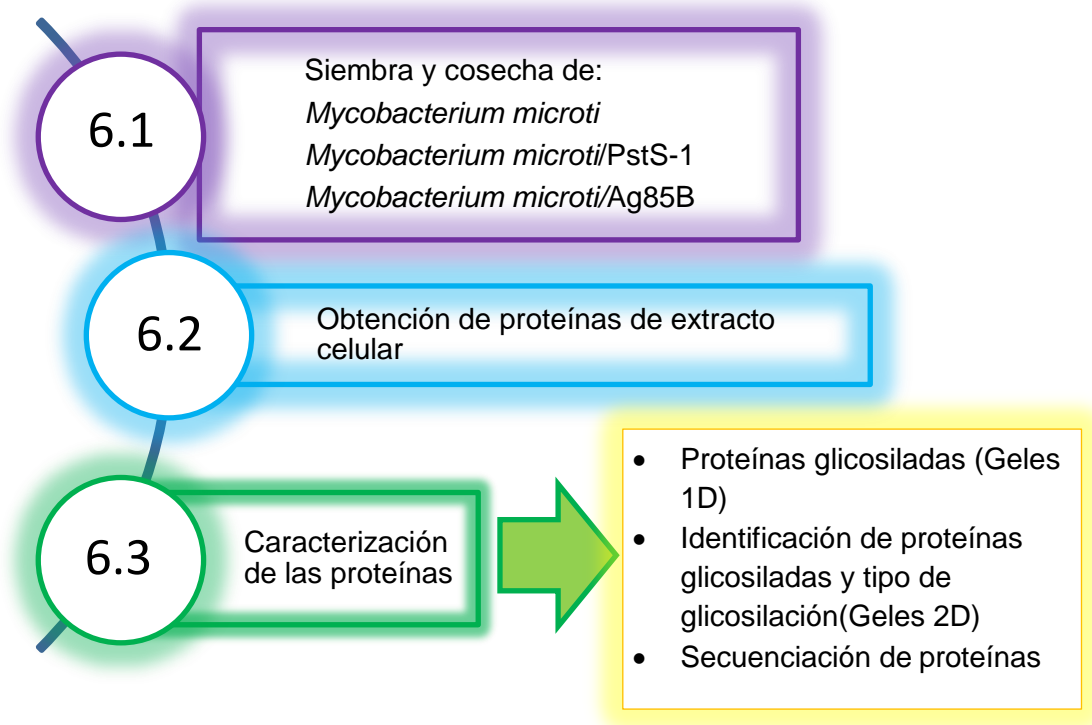 6.1
Siembra y cosecha de:
Mycobacterium microti
Mycobacterium microti/PstS-1
Mycobacterium microti/Ag85B
6.2
Obtención de proteínas de extracto
celular
6.3
Caracterización
de las proteínas
• Proteínas glicosiladas (Geles
1D)
• Identificación de proteínas
glicosiladas y tipo de
glicosilación(Geles 2D)
• Secuenciación de proteínas